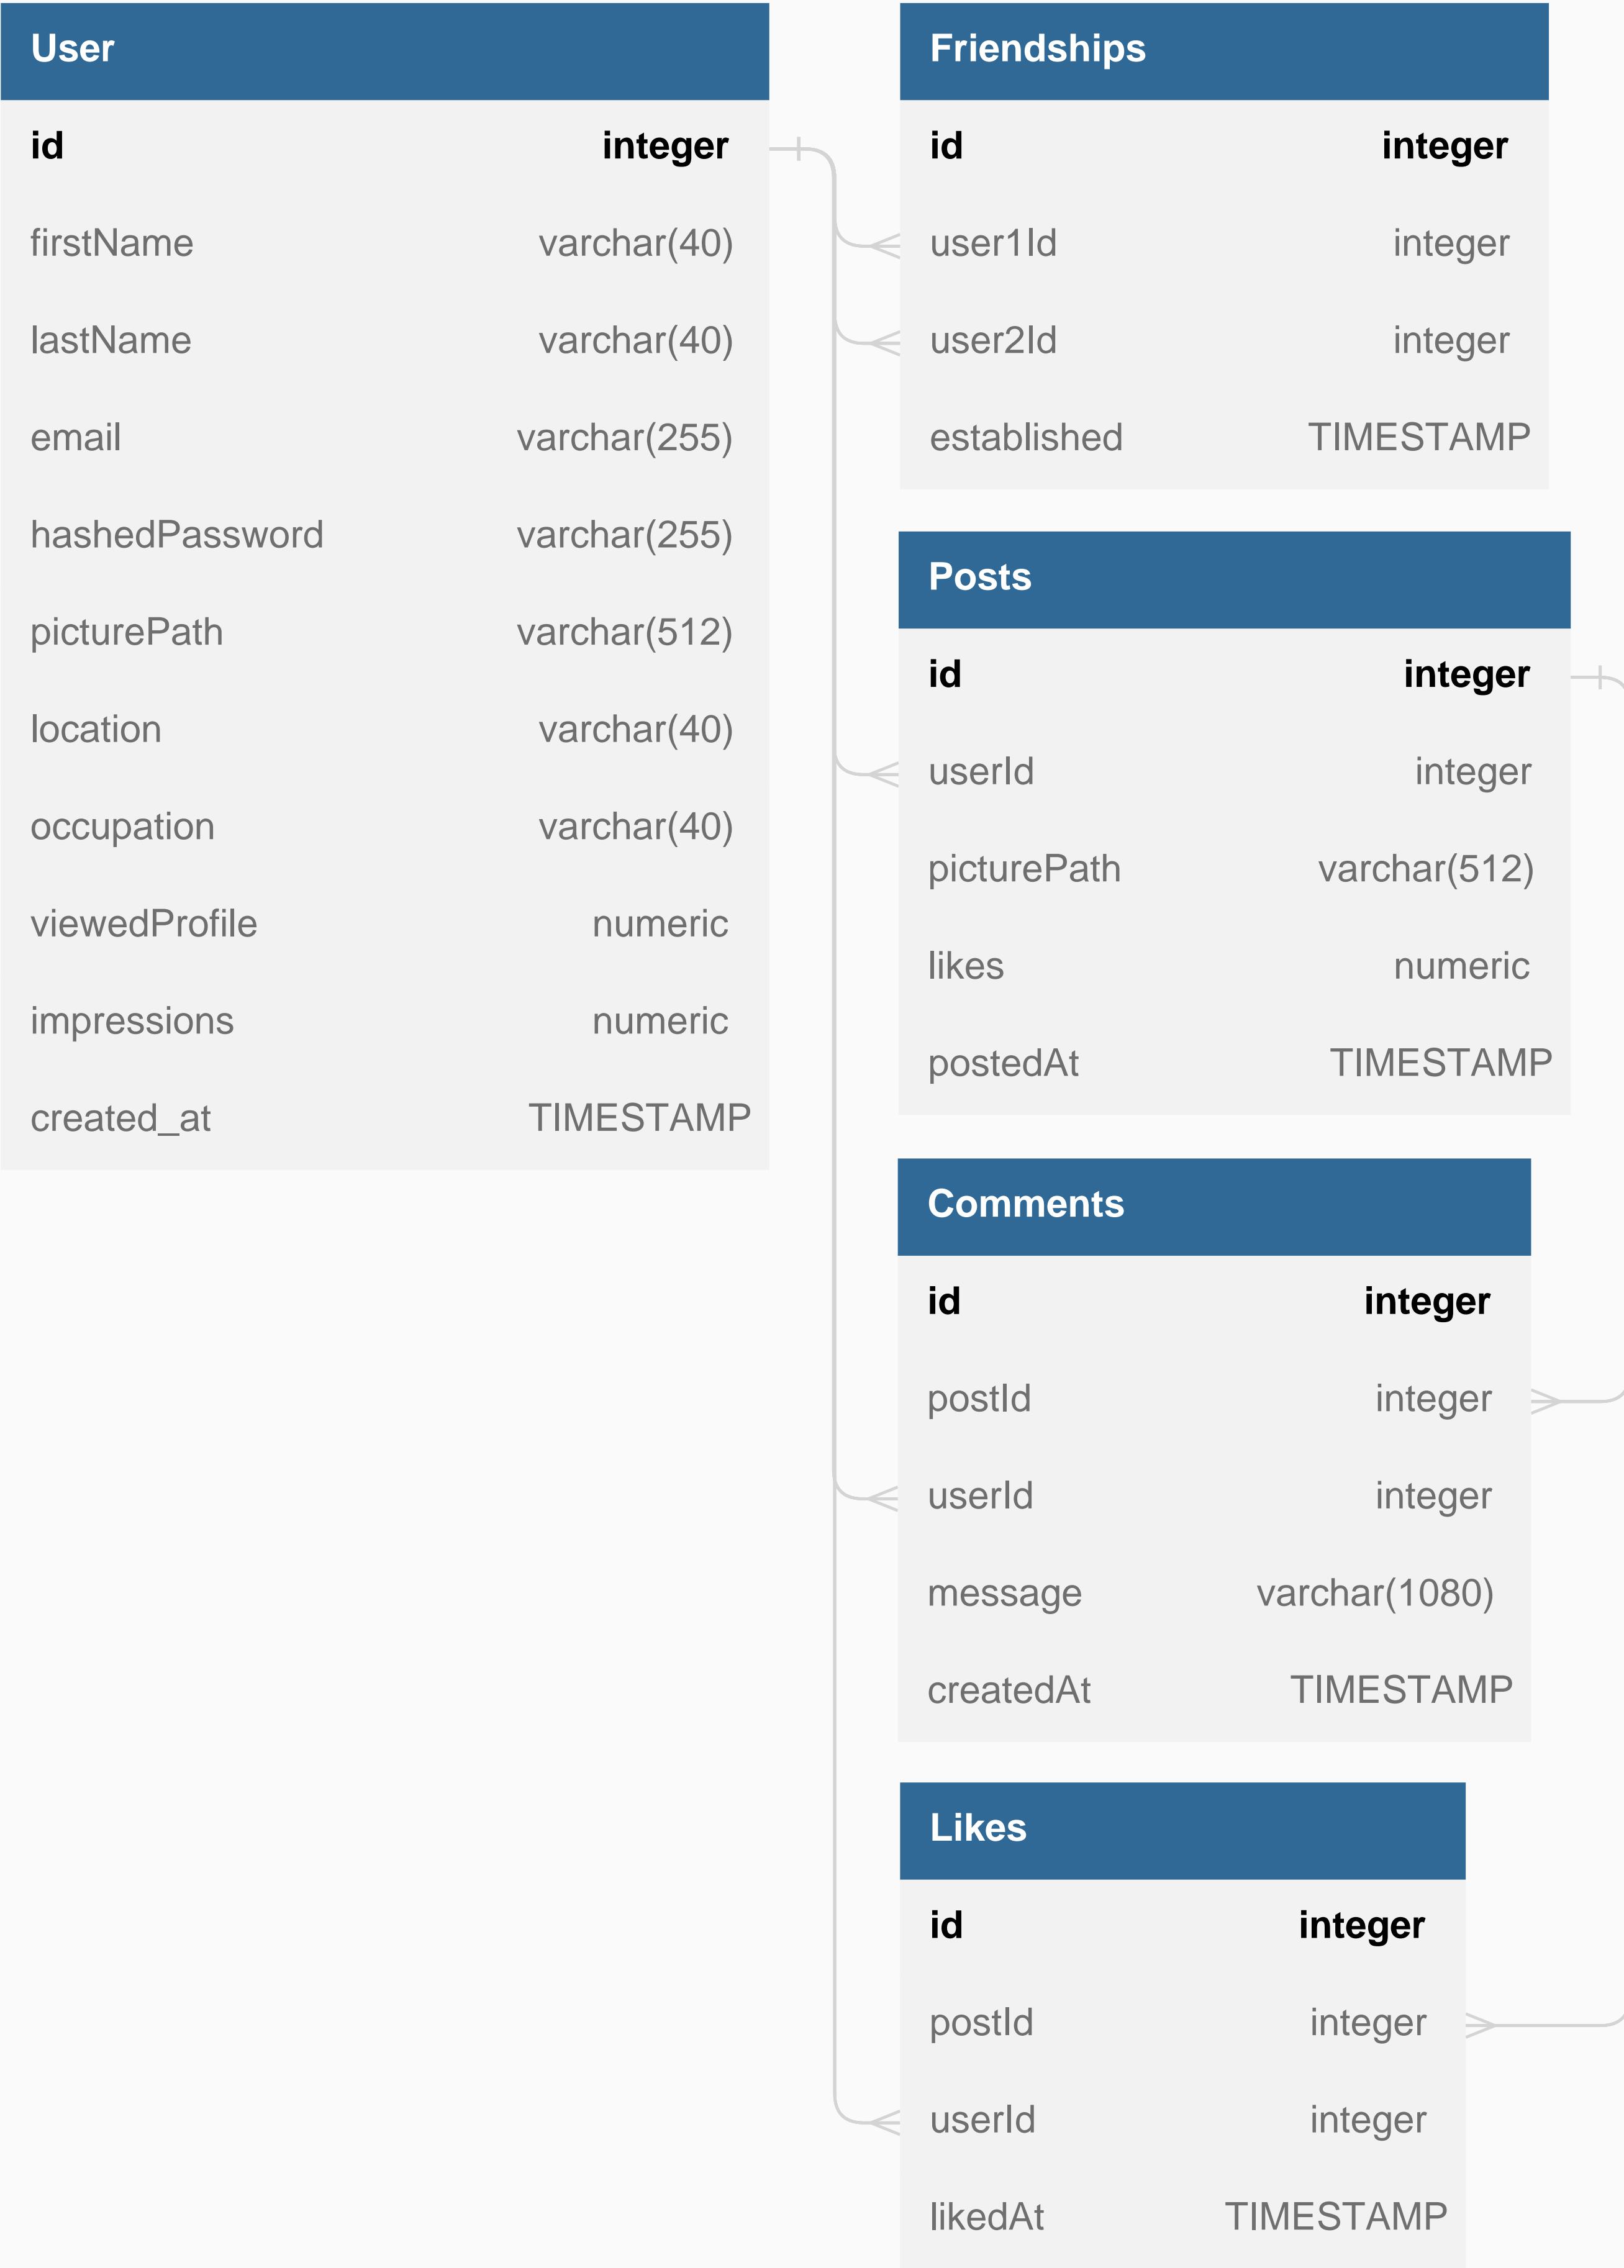 User
id integer
firstName varchar(40)
lastName varchar(40)
email varchar(255)
hashedPassword varchar(255)
picturePath varchar(512)
location varchar(40)
occupation varchar(40)
viewedProfile numeric
impressions numeric
created_at TIMESTAMP
Friendships
id integer
user1Id integer
user2Id integer
established TIMESTAMP
Posts
id integer
userId integer
picturePath varchar(512)
likes numeric
postedAt TIMESTAMP
Comments
id integer
postId integer
userId integer
message varchar(1080)
createdAt TIMESTAMP
Likes
id integer
postId integer
userId integer
likedAt TIMESTAMP